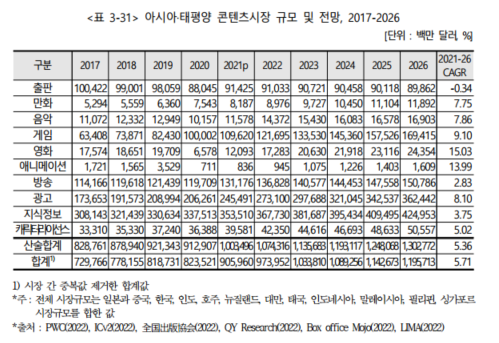 <표 3-31> 아시아·태평양 콘텐츠시장 규모 및 전망, 2017-2026
[단위 : 백만 달러, %]
구분 2017 2018 2019 2020 2021p 2022 2023 2024 2025 2026 2021-26 CAGR
출판 100,422 99,001 98,059 88,045 91,425 91,033 90,721 90,458 90,118 89,862 -0.34
만화 5,294 5,559 6,360 7,543 8,187 8,976 9,727 10,450 11,104 11,892 7.75
음악 11,072 12,332 12,949 10,157 11,578 14,372 15,430 16,083 16,578 16,903 7.86
게임 63,408 73,871 82,430 100,002 109,620 121,695 133,530 145,360 157,526 169,415 9.10
영화 17,574 18,651 19,709 6,578 12,093 17,283 20,630 21,918 23,116 24,354 15.03
애니메이션 1,721 1,565 3,529 711 836 945 1,075 1,226 1,403 1,609 13.99
방송 114,166 119,618 121,439 119,709 131,176 136,828 140,577 144,453 147,558 150,786 2.83
광고 173,653 191,573 208,994 206,261 245,491 273,100 297,688 321,045 342,537 362,442 8.10
지식정보 308,143 321,439 330,634 337,513 353,510 367,730 381,687 395,434 409,495 424,953 3.75
캐릭터·라이선스 33,310 35,330 37,240 36,388 39,581 42,350 44,616 46,693 48,633 50,557 5.02
산술합계 828,761 878,940 921,343 912,907 1,003,496 1,074,316 1,135,683 1,193,117 1,248,068 1,302,772 5.36
합계1) 729,766 778,155 818,731 823,521 905,960 973,952 1,033,810 1,089,256 1,142,673 1,195,713 5.71
1) 시장 간 중복값 제거한 합계값
*주 : 전체 시장규모는 일본과 중국, 한국, 인도, 호주, 뉴질랜드, 대만, 태국, 인도네시아, 말레이시아, 필리핀, 싱가포르
시장규모를 합한 값
*출처 : PWC(2022), ICv2(2022), 全国出版協会(2022), QY Research(2022), Box office Mojo(2022), LIMA(2022)